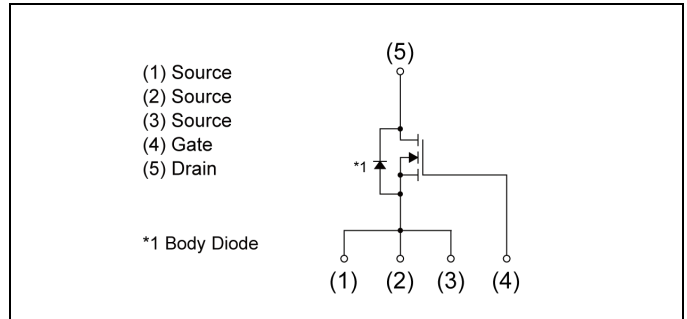 (5)
(1) Source
(2) Source
(3) Source
(4) Gate
(5) Drain
*1
*1 Body Diode
(1) (2) (3) (4)